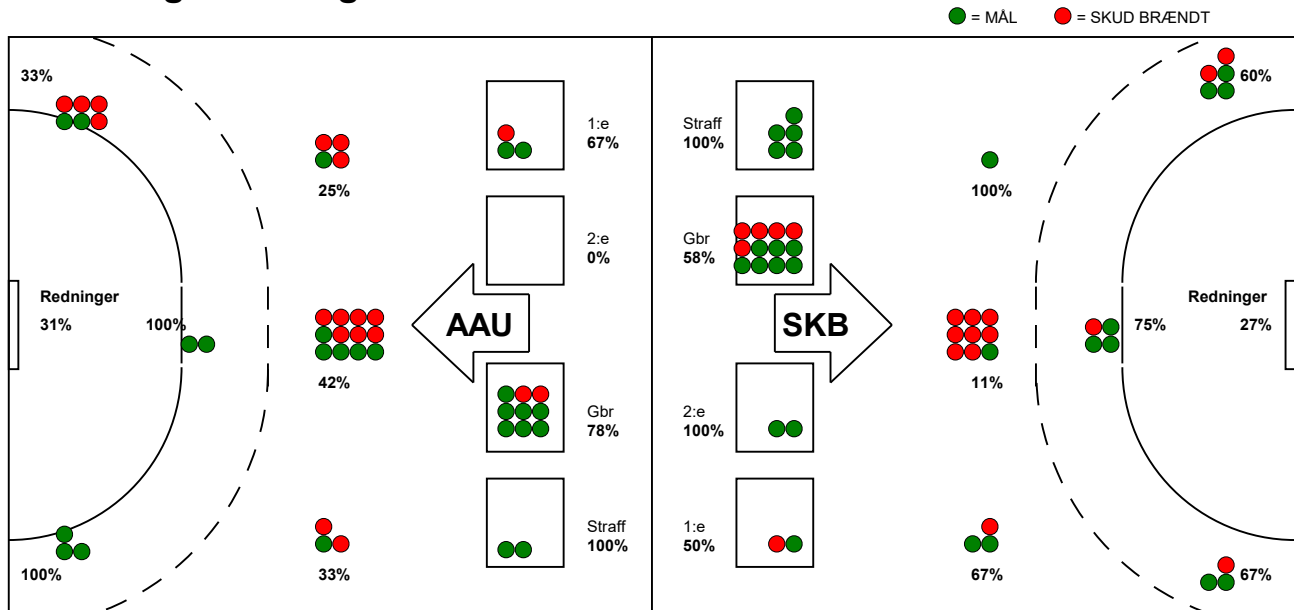 = MÅL
= SKUD BRÆNDT
33%
25%
1:e
67%
2:e
0%
Redninger
31%
100%
AAU
42%
Gbr
78%
Straff
100%
33%
100%
Straff
100%
Gbr
58%
SKB
2:e
100%
1:e
50%
60%
100%
Redninger
27%
75%
11%
67%
67%